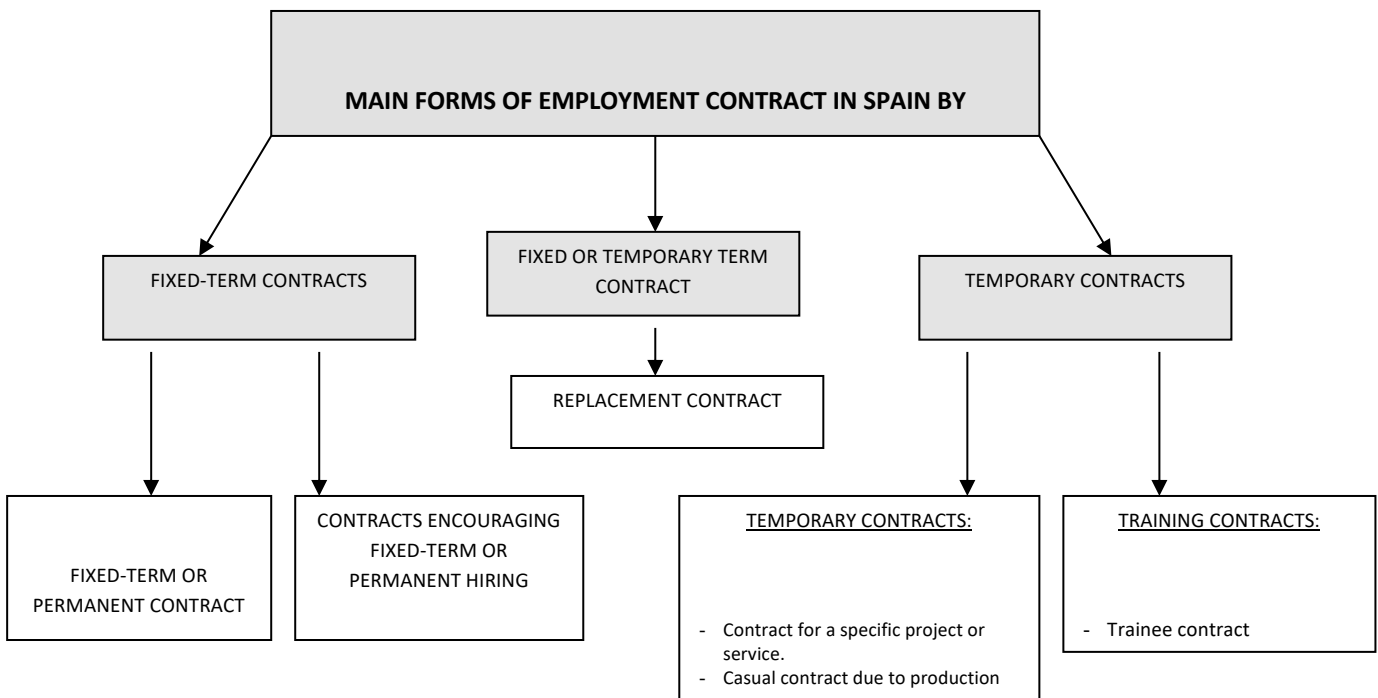 MAIN FORMS OF EMPLOYMENT CONTRACT IN SPAIN BY
FIXED-TERM CONTRACTS
FIXED OR TEMPORARY TERM
CONTRACT
TEMPORARY CONTRACTS
REPLACEMENT CONTRACT
FIXED-TERM OR
PERMANENT CONTRACT
CONTRACTS ENCOURAGING
FIXED-TERM OR
PERMANENT HIRING
TEMPORARY CONTRACTS:
- Contract for a specific project or
service.
- Casual contract due to production
TRAINING CONTRACTS:
- Trainee contract